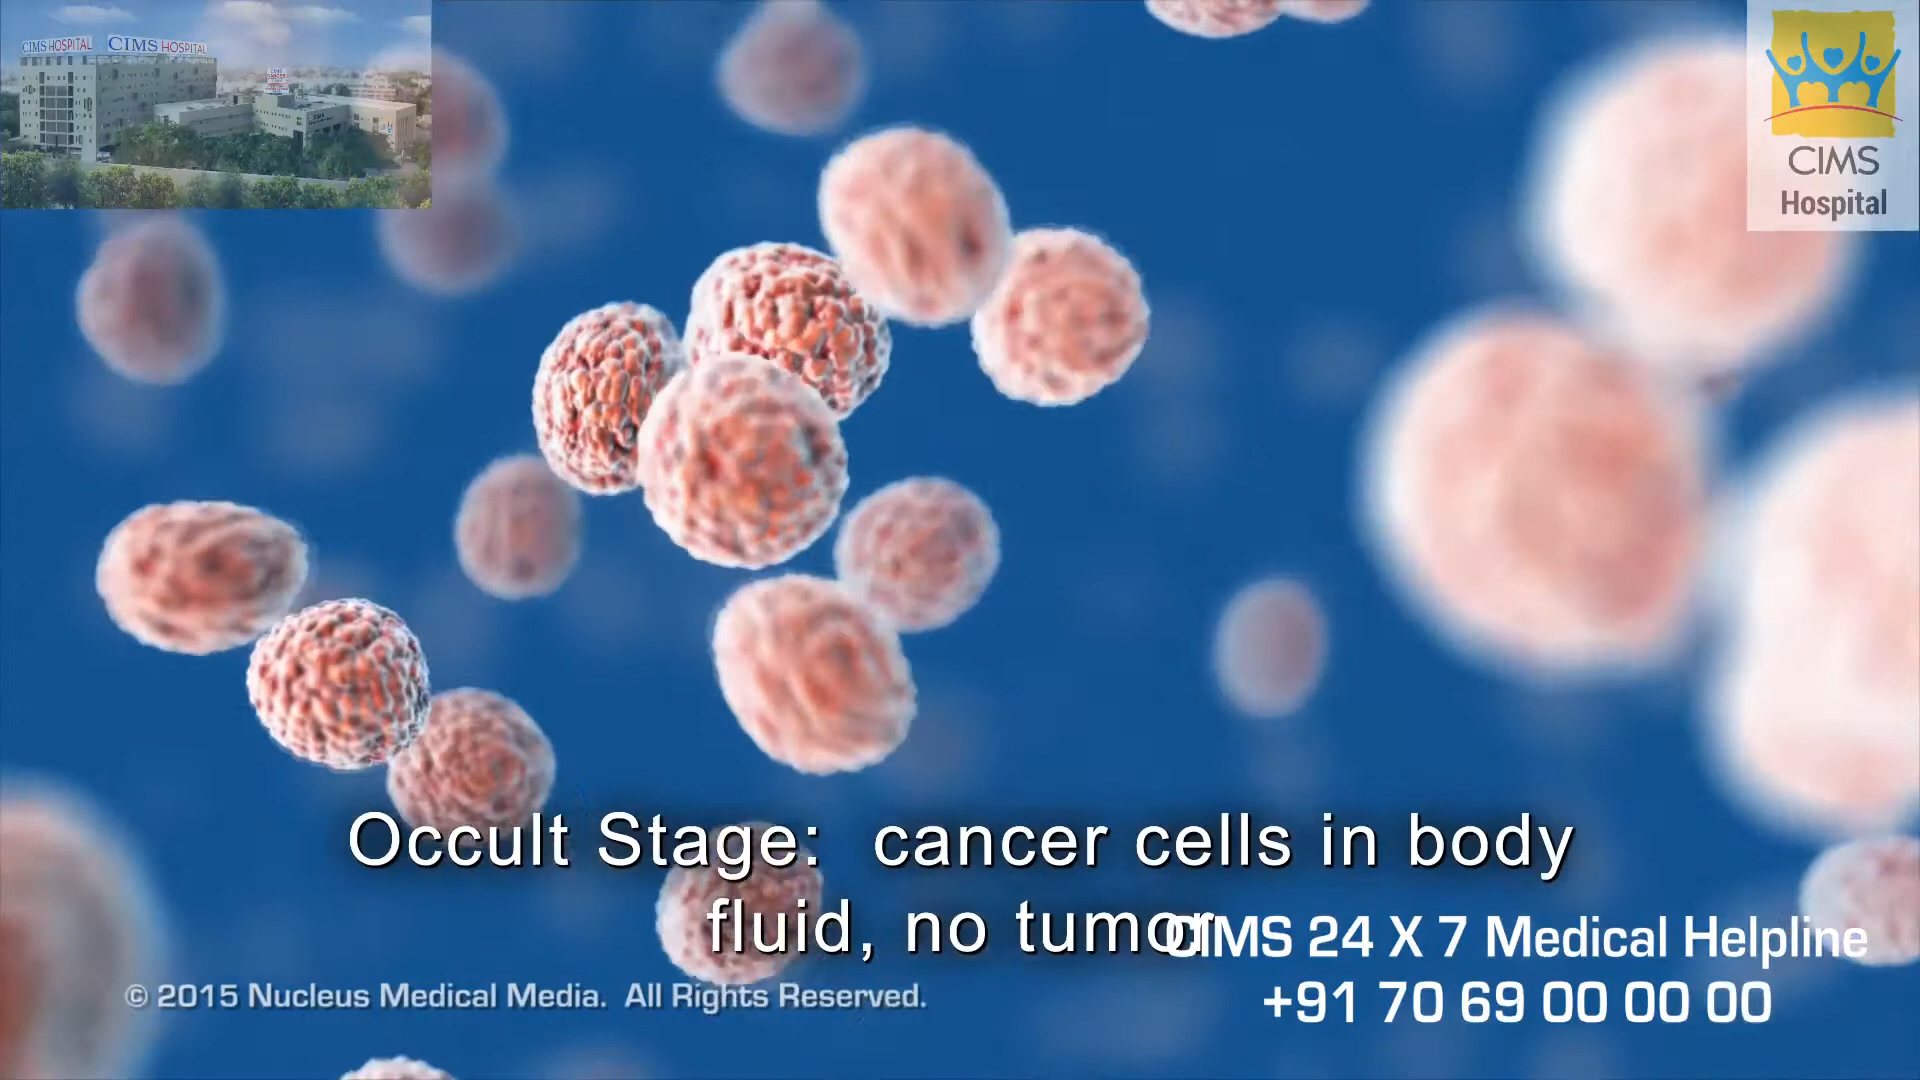 CIMS HOSPITAL CIMS HOSPITAL
CIMS
Hospital
Occult Stage:  cancer cells in body
fluid, no tumor
CIMS 24 X 7 Medical Helpline
+91 70 69 00 00 00
© 2015 Nucleus Medical Media.  All Rights Reserved.